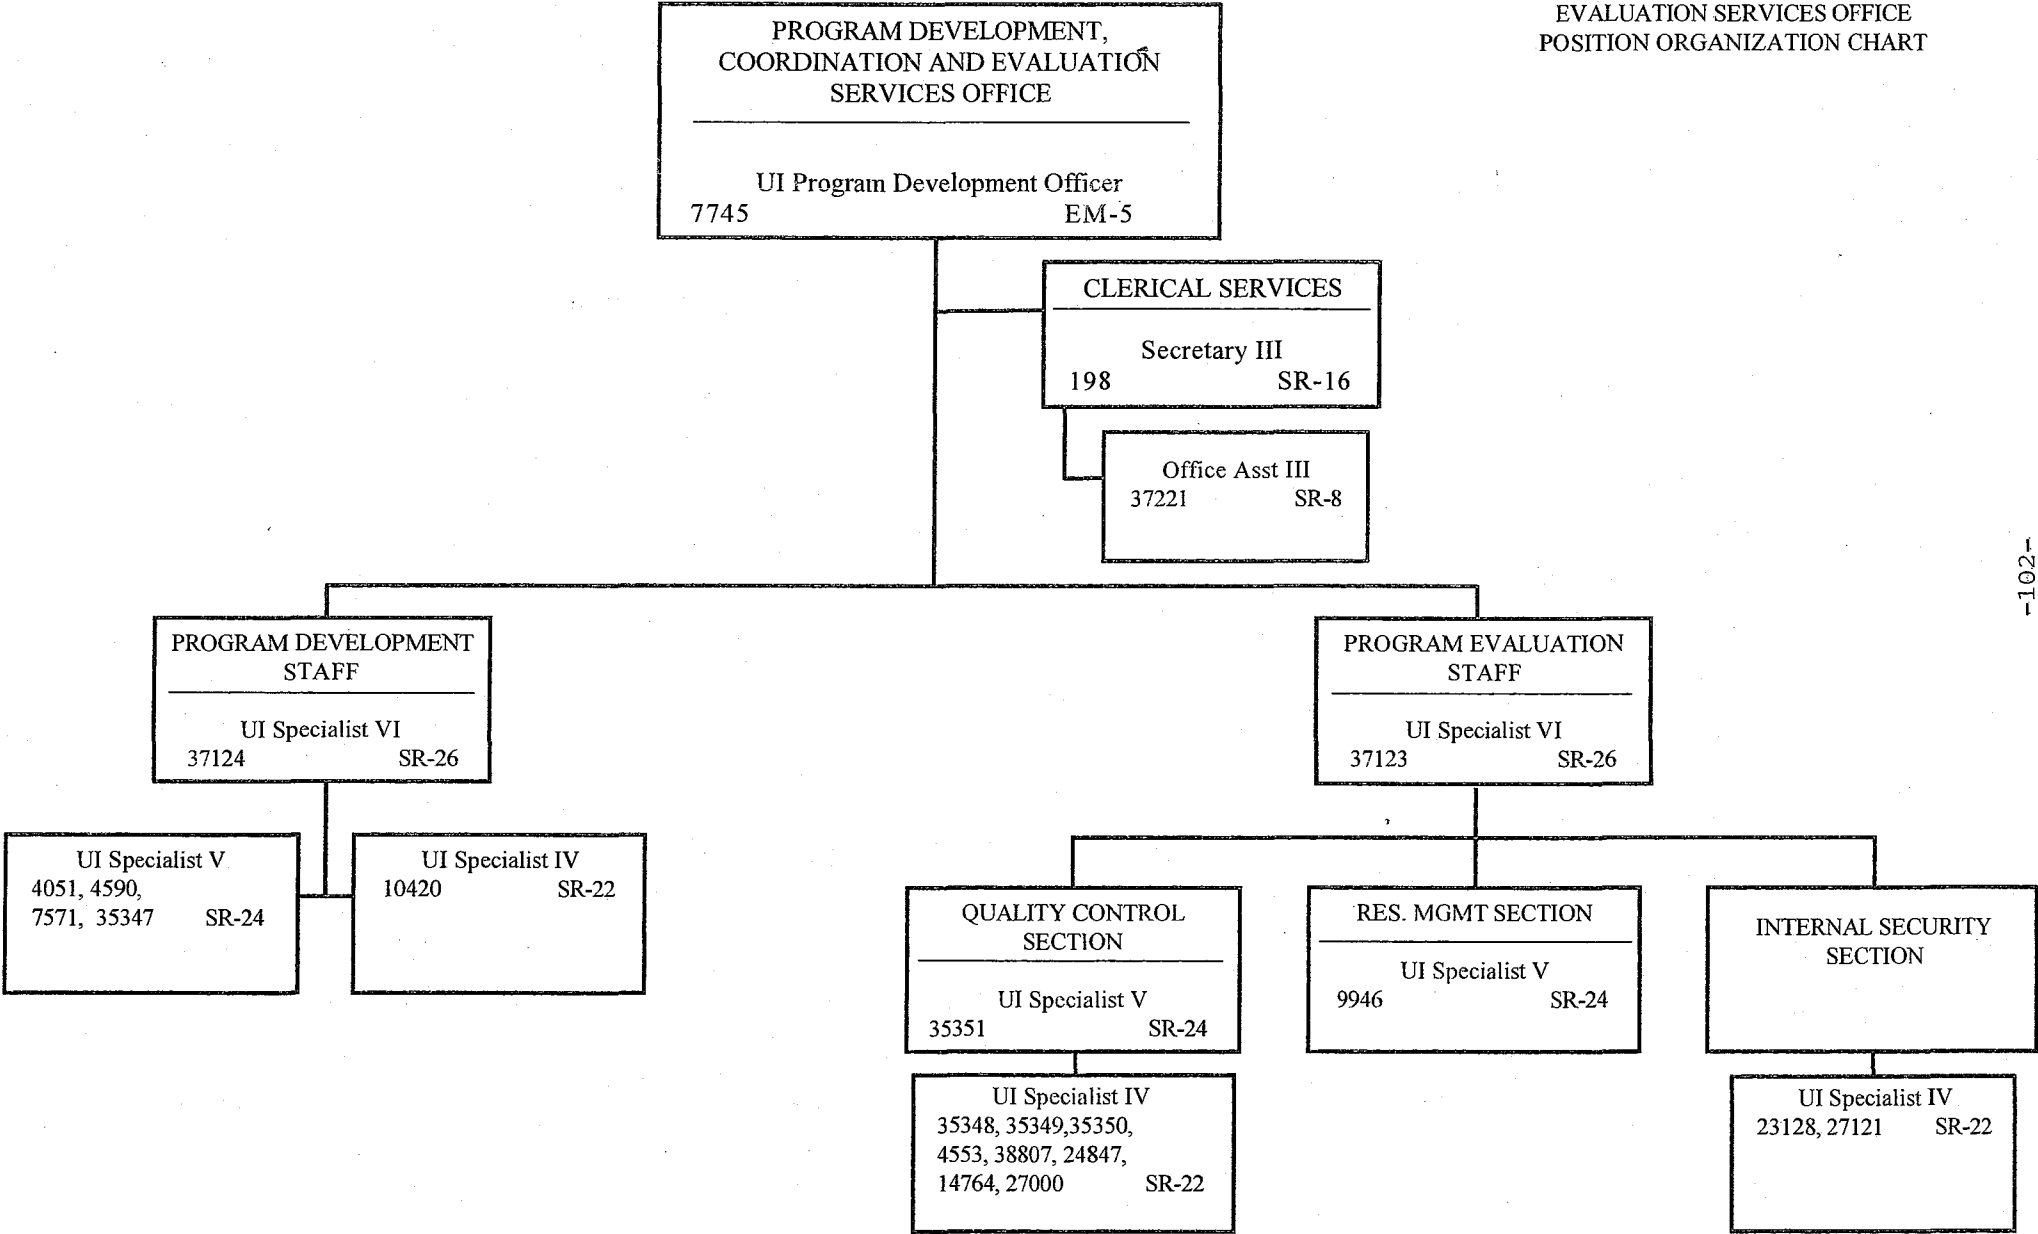 EVALUATION SERVICES OFFICE
POSITION ORGANIZATION CHART
PROGRAM DEVELOPMENT,
COORDINATION AND EVALUATION
SERVICES OFFICE
UI Program Development Officer
7745 EM-5
CLERICAL SERVICES
Secretary III
198 SR-16
Office Asst III
37221 SR-8
-102-
PROGRAM DEVELOPMENT
STAFF
UI Specialist VI
37124 SR-26
PROGRAM EVALUATION
STAFF
UI Specialist VI
37123 SR-26
UI Specialist V
4051, 4590,
7571, 35347 SR-24
UI Specialist IV
10420 SR-22
QUALITY CONTROL
SECTION
UI Specialist V
35351 SR-24
RES. MGMT SECTION
UI Specialist V
9946 SR-24
INTERNAL SECURITY
SECTION
UI Specialist IV
35348, 35349,35350,
4553, 38807, 24847,
14764, 27000 SR-22
UI Specialist IV
23128, 27121 SR-22